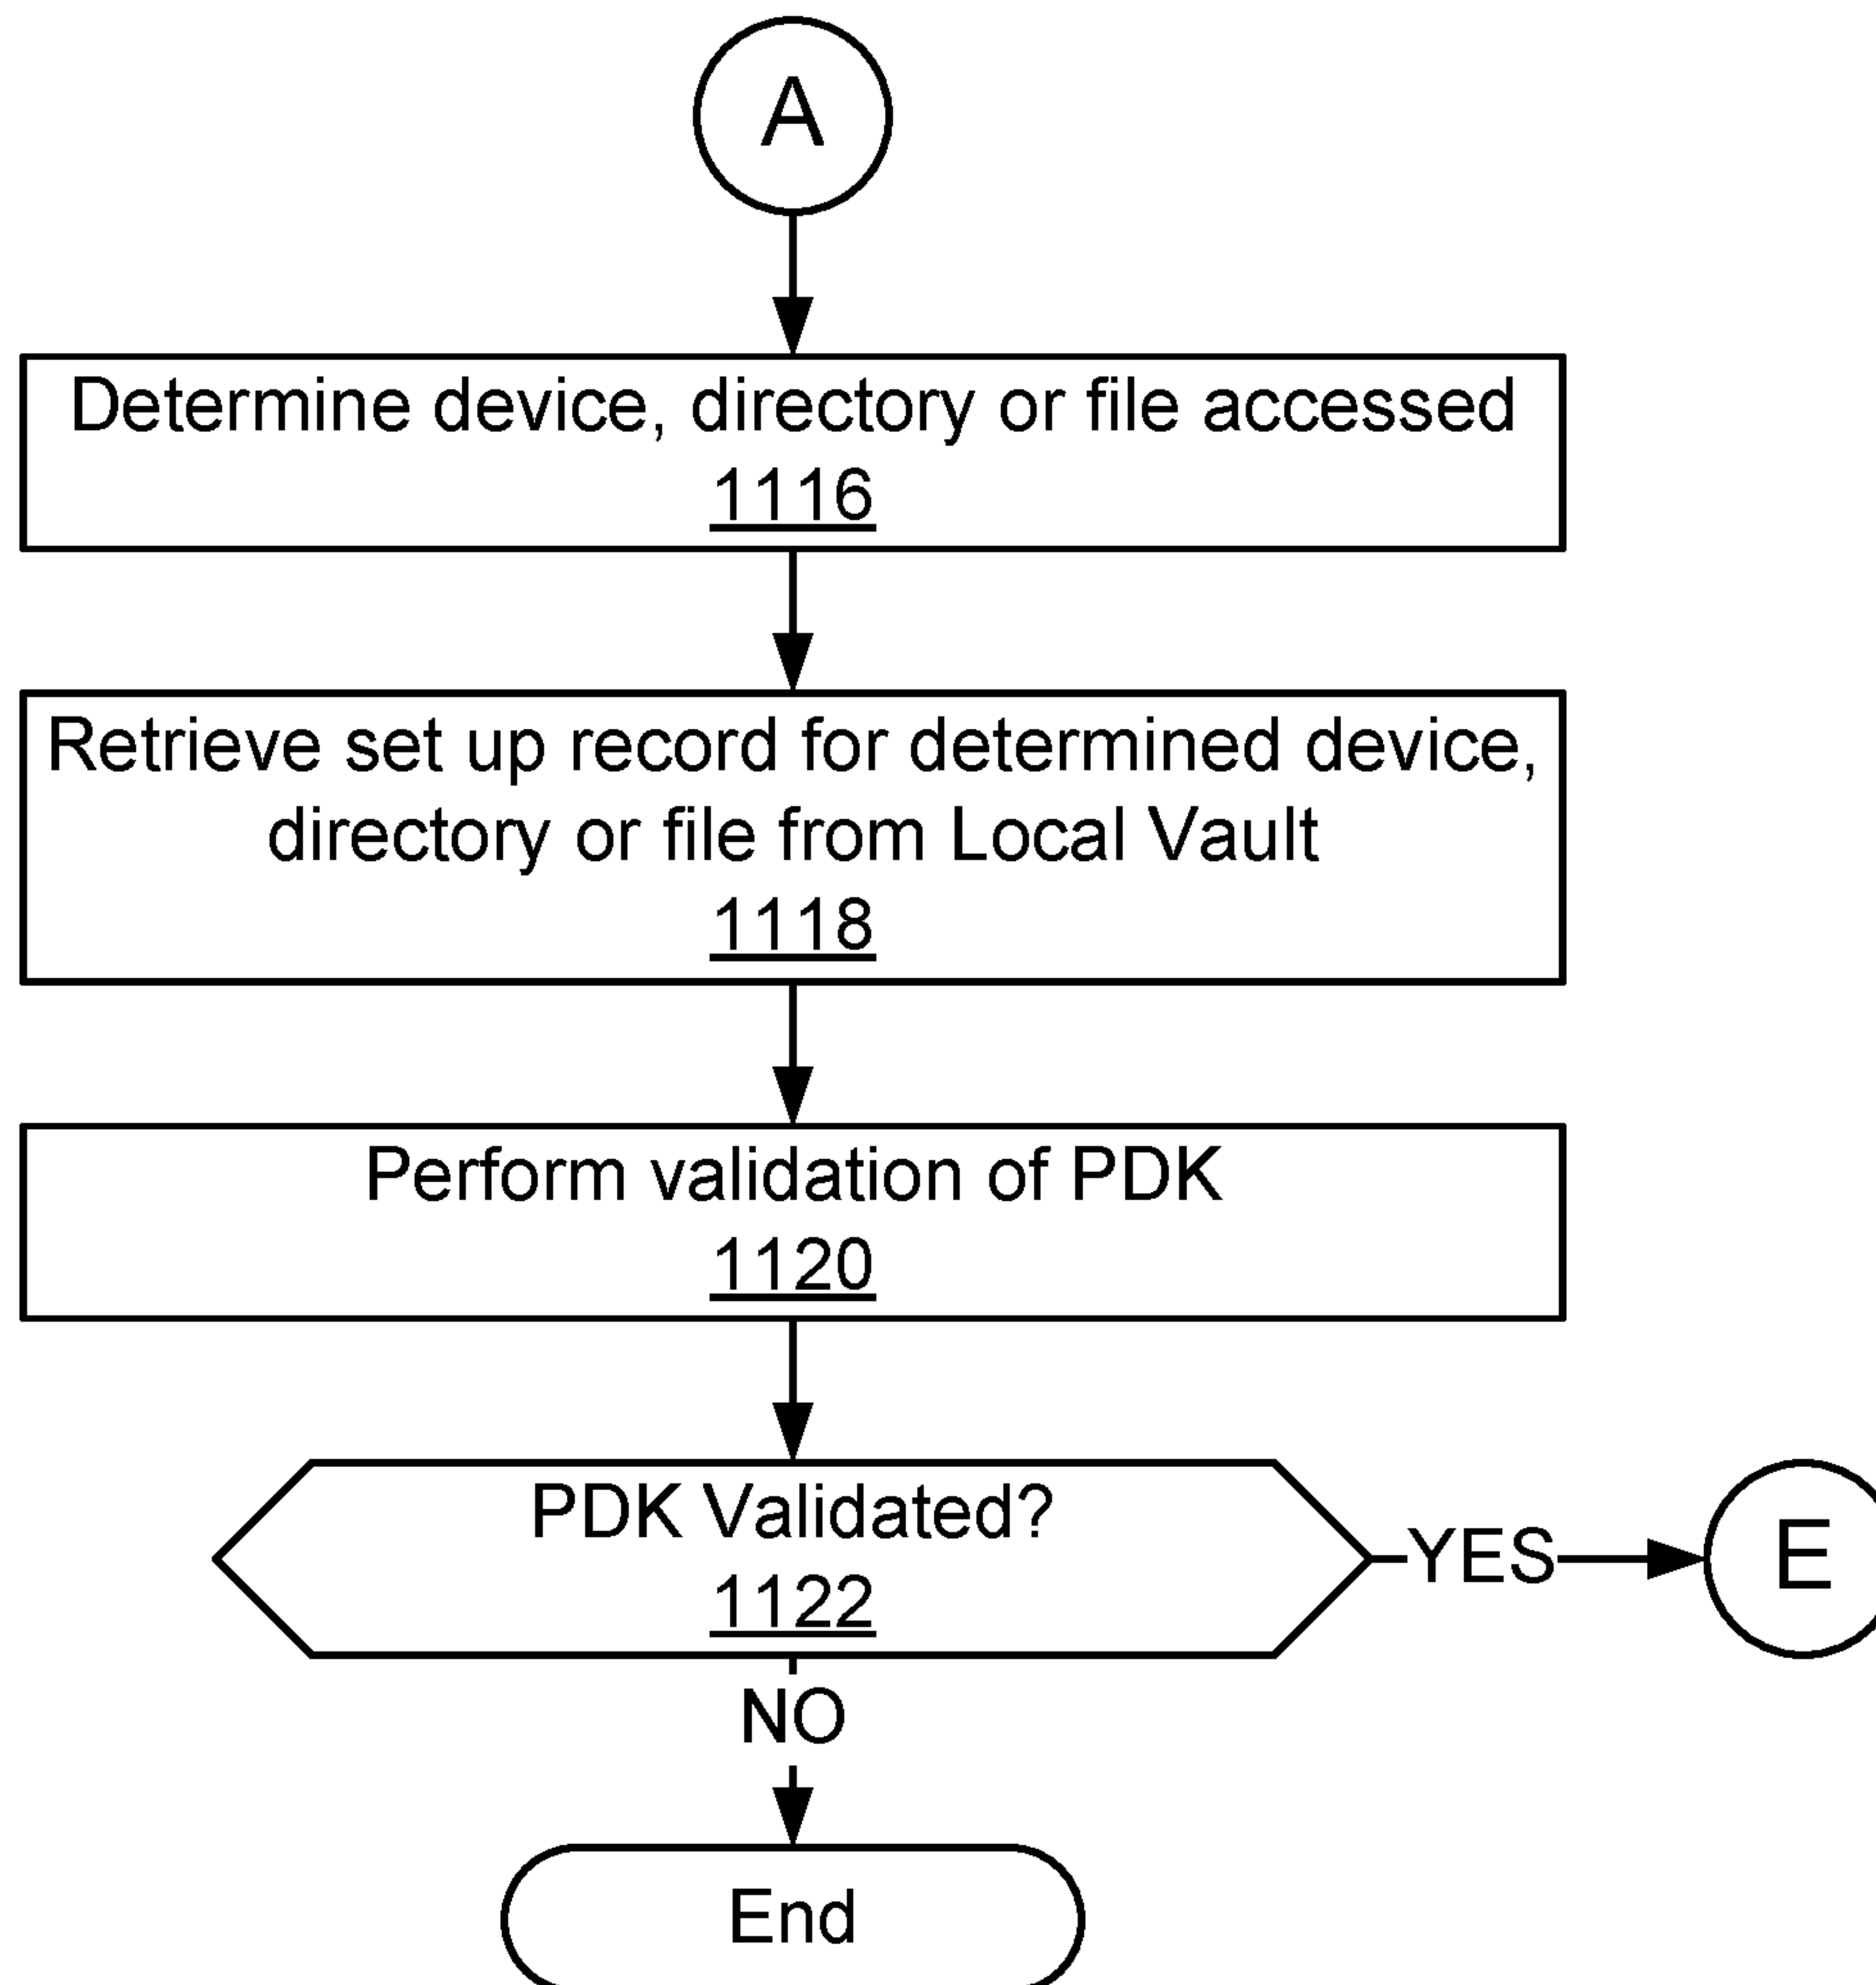 A
Determine device, directory or file accessed
1116
Retrieve set up record for determined device,
directory or file from Local Vault
1118
Perform validation of PDK
1120
PDK Validated?
1122
YES
E
NO
End